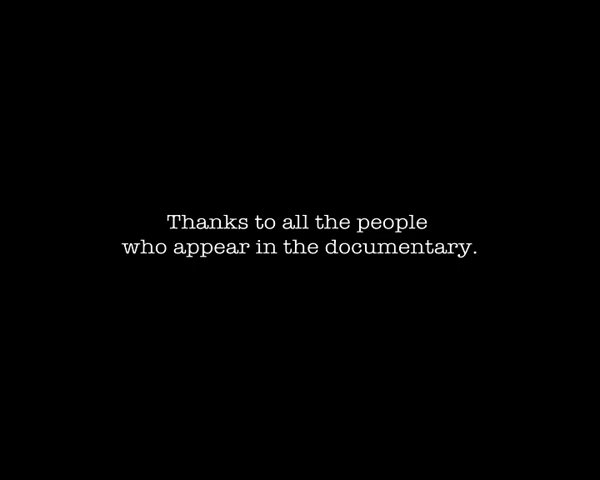 Thanks to all the people
who appear in the documentary.